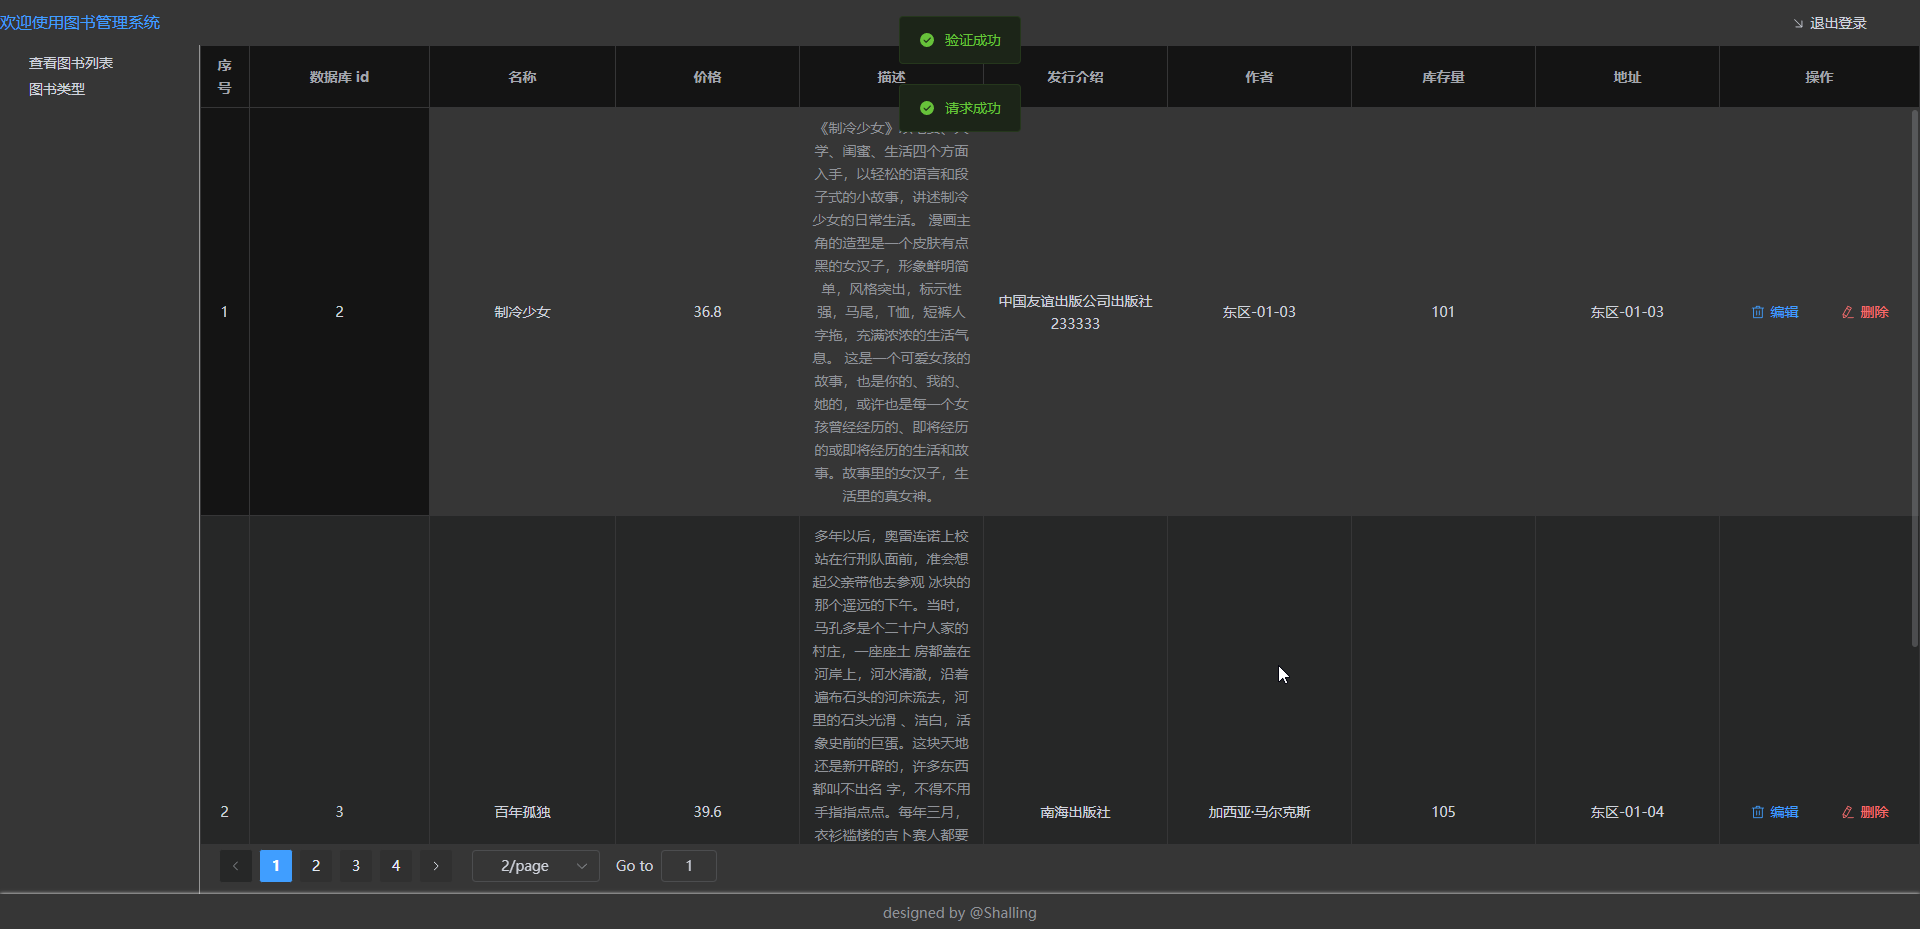 欢迎使用图书管理系统
退出登录
验证成功
请求成功
查看图书列表
图书类型
序号
数据库 id
名称
价格
描述
发行介绍
作者
库存量
地址
操作
1
2
制冷少女
36.8
《制冷少女》
学、闺蜜、生活四个方面
入手，以轻松的语言和段
子式的小故事，讲述制冷
少女的日常生活。 漫画主
角的造型是一个皮肤有点
黑的女汉子，形象鲜明简
单，风格突出，标示性
强，马尾，T恤，短裤人
字拖，充满浓浓的生活气
息。 这是一个可爱女孩的
故事，也是你的、我的、
她的，或许也是每一个女
孩曾经经历的、即将经历
的或即将经历的生活和故
事。故事里的女汉子，生
活里的真女神。
中国友谊出版公司出版社
233333
东区-01-03
101
东区-01-03
编辑
删除
2
3
百年孤独
39.6
多年以后，奥雷连诺上校
站在行刑队面前，准会想
起父亲带他去参观 冰块的
那个遥远的下午。当时，
马孔多是个二十户人家的
村庄，一座座土 房都盖在
河岸上，河水清澈，沿着
遍布石头的河床流去，河
里的石头光滑 、洁白，活
象史前的巨蛋。这块天地
还是新开辟的，许多东西
都叫不出名 字，不得不用
手指指点点。每年三月，
衣衫褴楼的吉卜赛人都要
南海出版社
加西亚·马尔克斯
105
东区-01-04
编辑
删除
1
2
3
4
2/page
Go to
1
designed by @Shalling